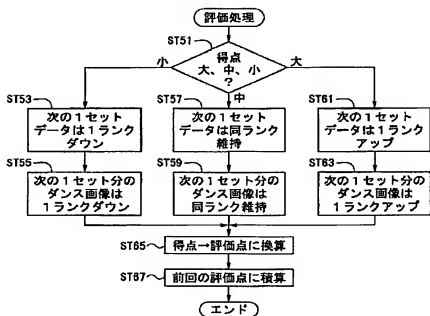 評価処理
ST51
得点
大、中、小
?
小
中
大
ST53
次の1セット
データは1ランク
ダウン
ST57
次の1セット
データは同ランク
維持
ST61
次の1セット
データは1ランク
アップ
ST55
次の1セット分の
ダンス画像は
1ランクダウン
ST59
次の1セット分の
ダンス画像は
同ランク維持
ST63
次の1セット分の
ダンス画像は
1ランクアップ
ST65
得点→評価点に換算
ST67
前回の評価点に積算
エンド